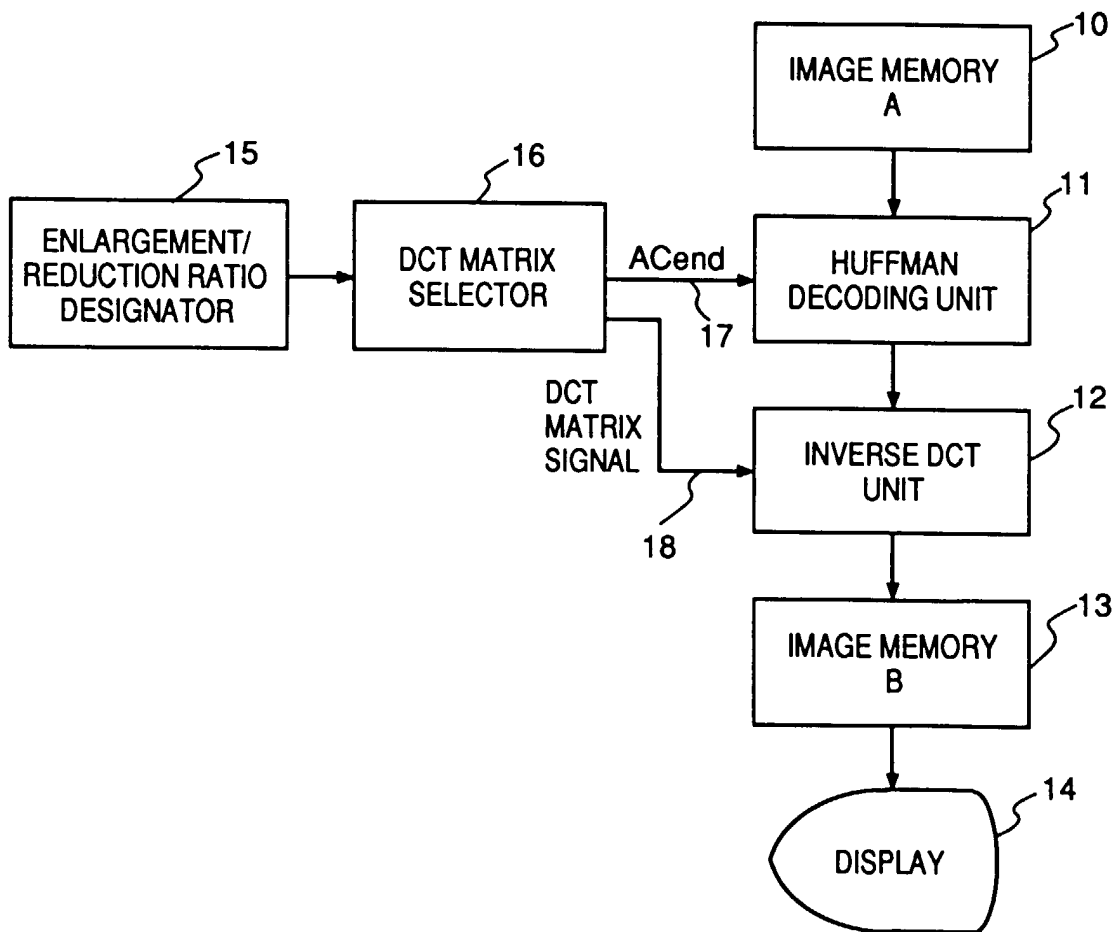 10
IMAGE MEMORY
A
15
16
11
ENLARGEMENT/
REDUCTION RATIO
DESIGNATOR
DCT MATRIX
SELECTOR
ACend
17
HUFFMAN
DECODING UNIT
DCT
MATRIX
SIGNAL
18
12
INVERSE DCT
UNIT
13
IMAGE MEMORY
B
14
DISPLAY